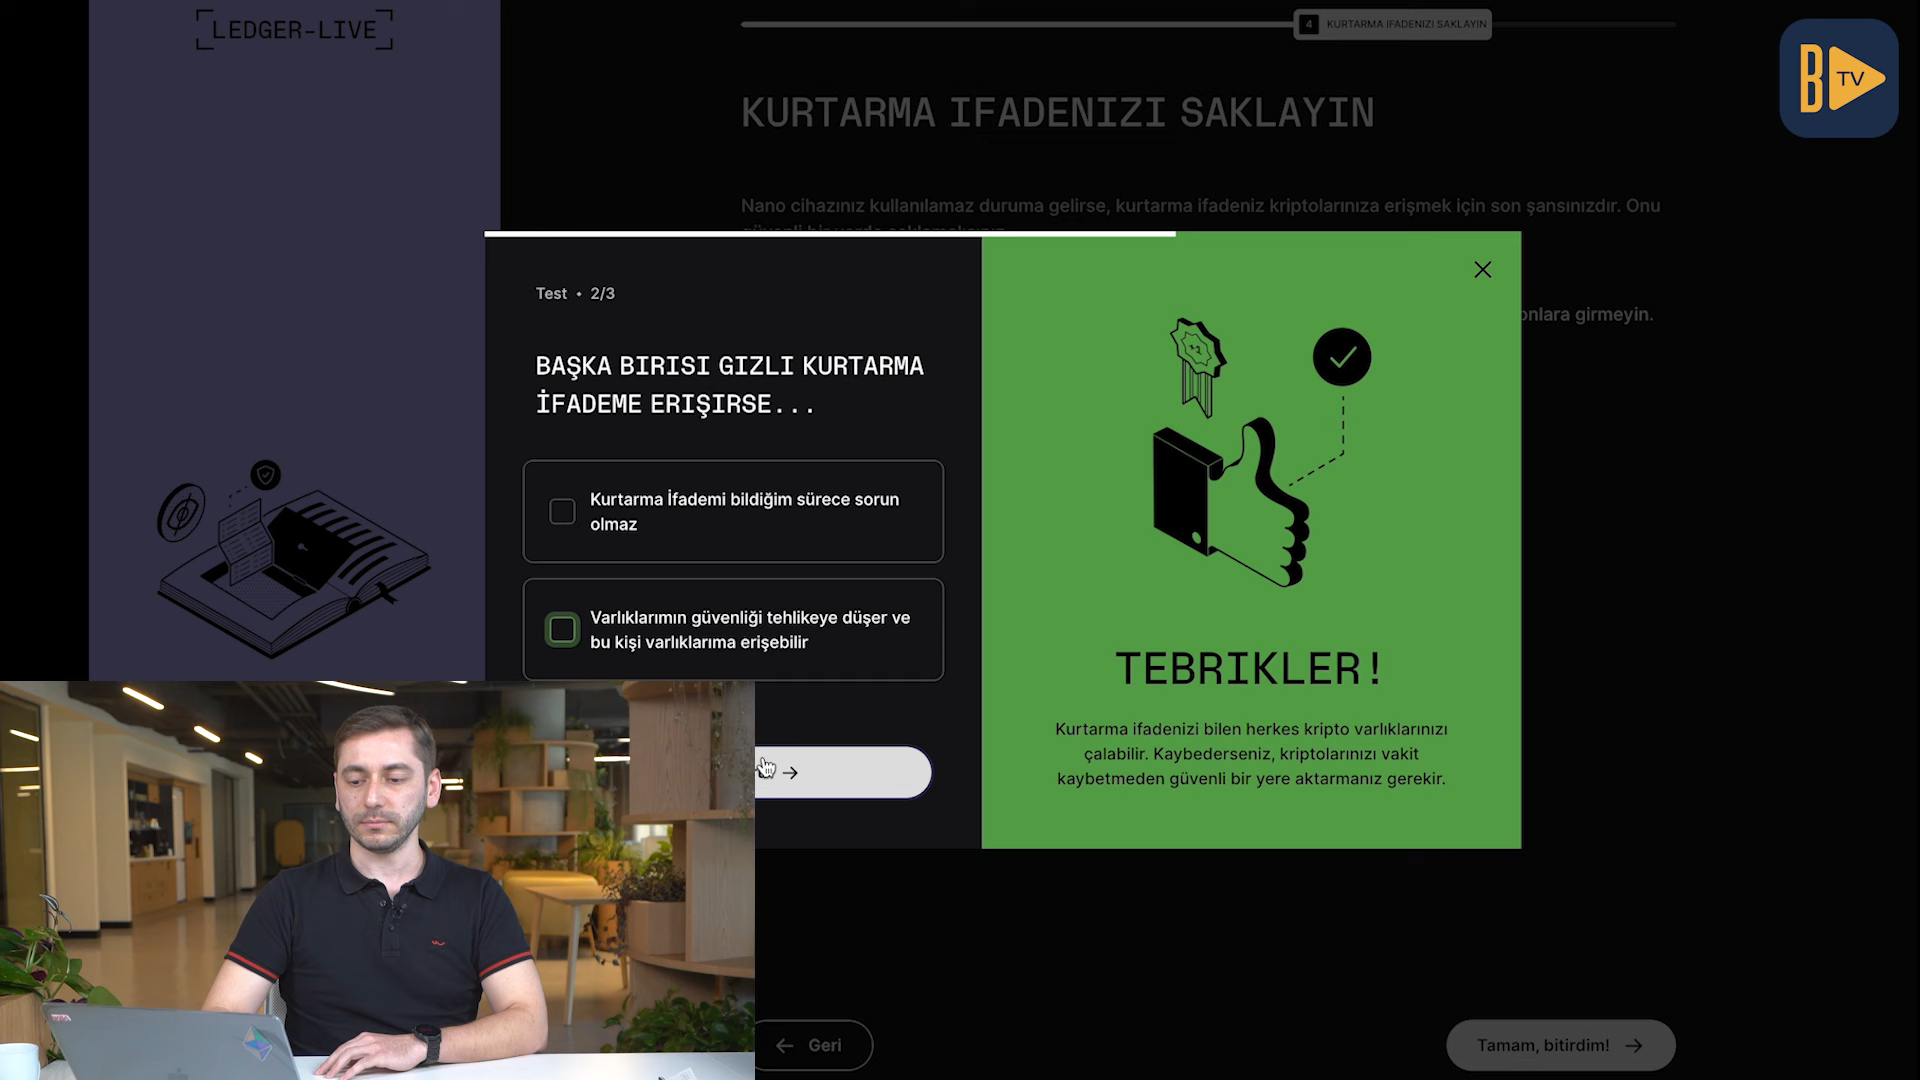 LEDGER-LIVE
4 KURTARMA IFADENIZI SAKLAYIN
B TV
KURTARMA IFADENIZI SAKLAYIN
Nano cihazınız kullanılamaz duruma gelirse, kurtarma ifadeniz kriptolarınıza erişmek için son şansınızdır. Onu
onlara girmeyin.
Test • 2/3
BAŞKA BIRISI GIZLI KURTARMA
İFADEME ERIŞIRSE...
Kurtarma İfademi bildiğim sürece sorun
olmaz
Varlıklarımın güvenliği tehlikeye düşer ve
bu kişi varlıklarıma erişebilir
TEBRIKLER!
Kurtarma ifadenizi bilen herkes kripto varlıklarınızı
çalabilir. Kaybederseniz, kriptolarınızı vakit
kaybetmeden güvenli bir yere aktarmanız gerekir.
Geri
Tamam, bitirdim!